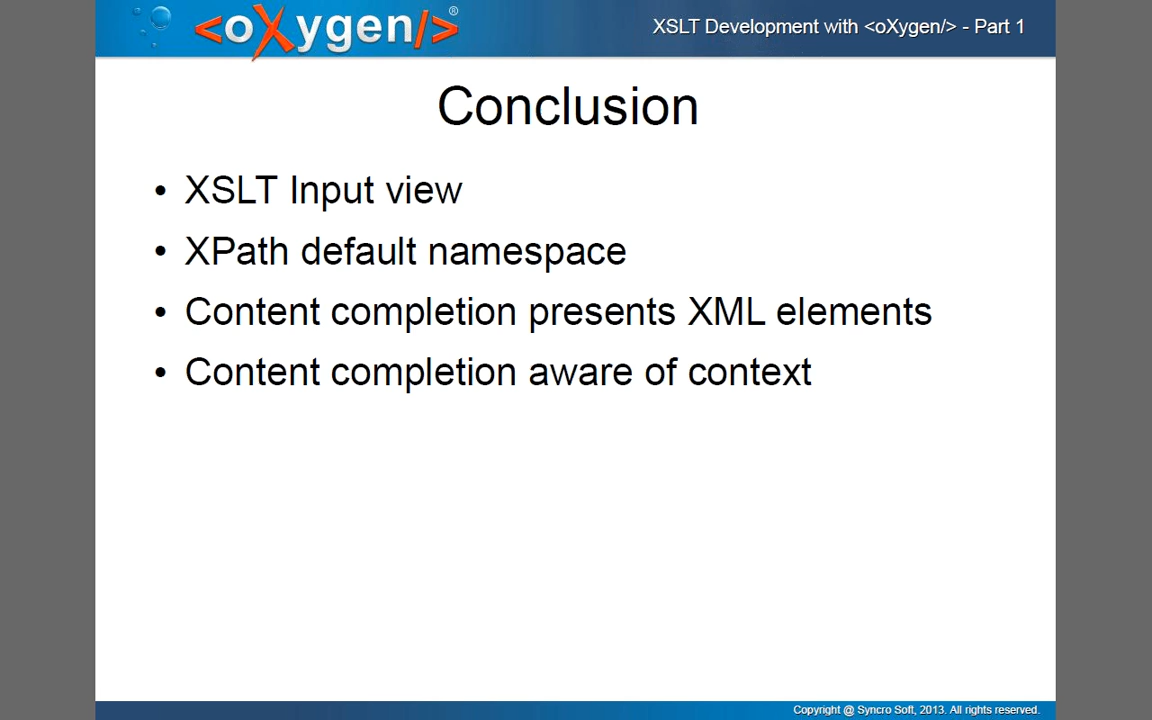 <oXygen/>®
XSLT Development with <oXygen/> - Part 1
Conclusion
• XSLT Input view
• XPath default namespace
• Content completion presents XML elements
• Content completion aware of context
Copyright @ Syncro Soft, 2013. All rights reserved.